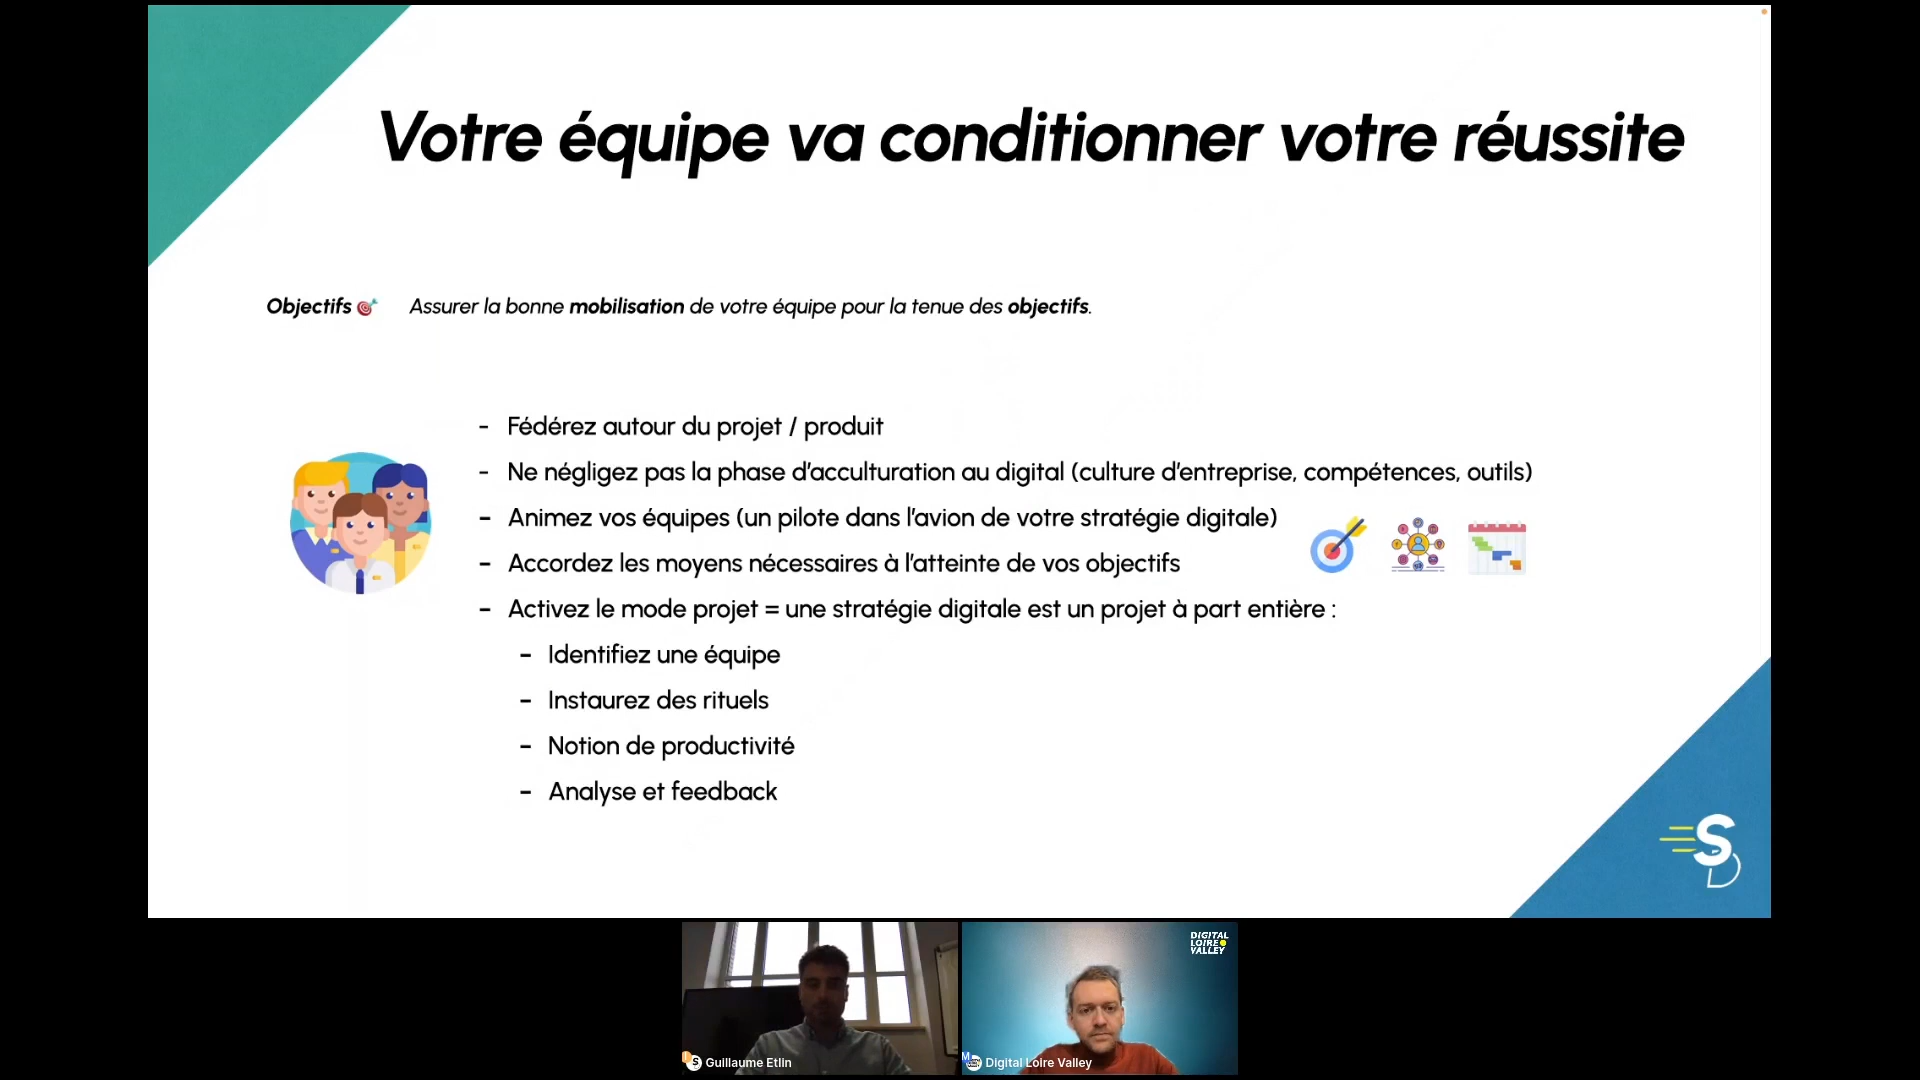 Votre équipe va conditionner votre réussite
Objectifs 🎯 Assurer la bonne mobilisation de votre équipe pour la tenue des objectifs.
- Fédérez autour du projet / produit
- Ne négligez pas la phase d’acculturation au digital (culture d’entreprise, compétences, outils)
- Animez vos équipes (un pilote dans l’avion de votre stratégie digitale)
- Accordez les moyens nécessaires à l’atteinte de vos objectifs
- Activez le mode projet = une stratégie digitale est un projet à part entière :
- Identifiez une équipe
- Instaurez des rituels
- Notion de productivité
- Analyse et feedback
SD
DIGITAL
LOIRE
VALLEY
S Guillaume Etlin
M Digital Loire Valley